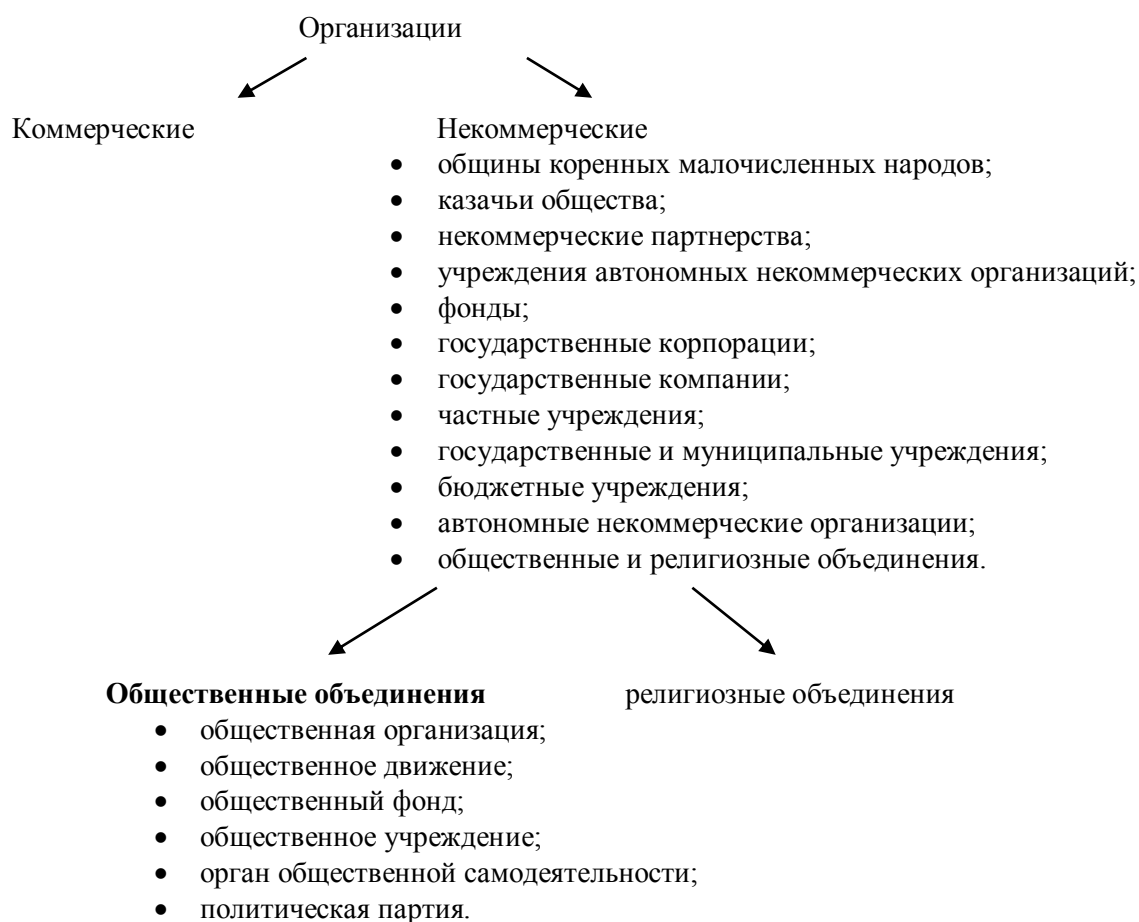 Организации
Коммерческие Некоммерческие
• общины коренных малочисленных народов;
• казачьи общества;
• некоммерческие партнерства;
• учреждения автономных некоммерческих организаций;
• фонды;
• государственные корпорации;
• государственные компании;
• частные учреждения;
• государственные и муниципальные учреждения;
• бюджетные учреждения;
• автономные некоммерческие организации;
• общественные и религиозные объединения.
Общественные объединения религиозные объединения
• общественная организация;
• общественное движение;
• общественный фонд;
• общественное учреждение;
• орган общественной самодеятельности;
• политическая партия.